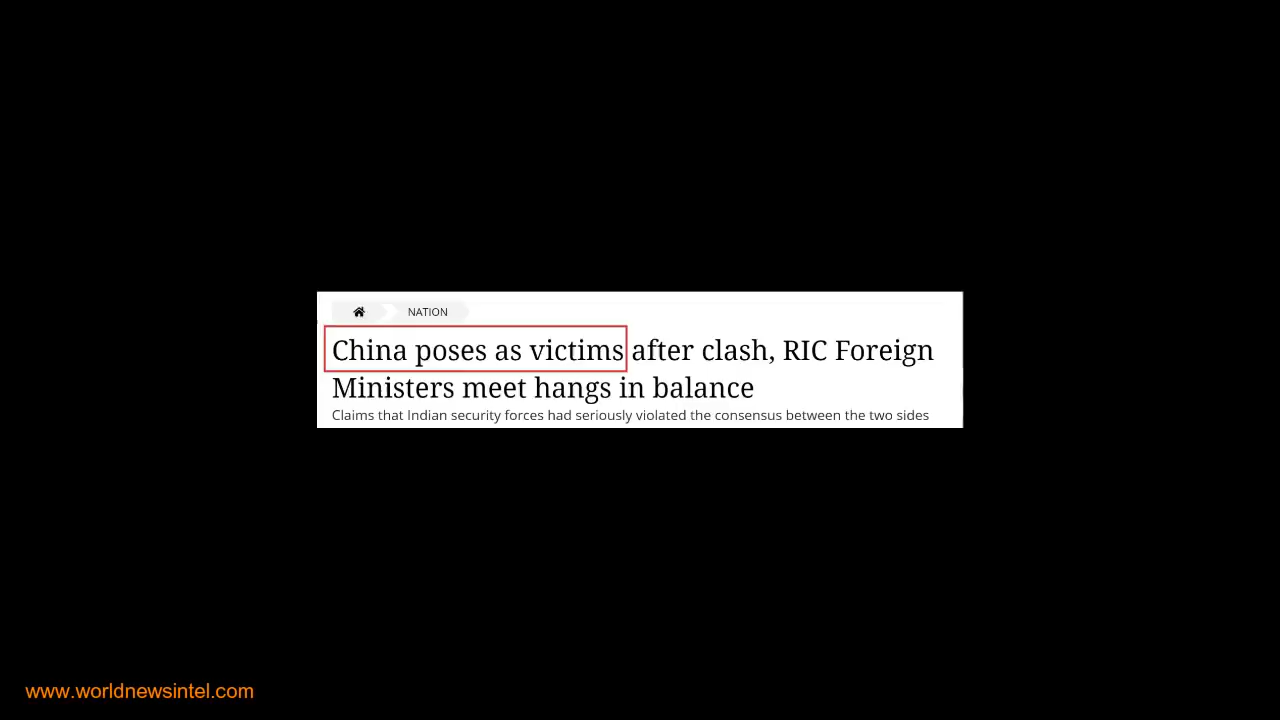 NATION
China poses as victims after clash, RIC Foreign
Ministers meet hangs in balance
Claims that Indian security forces had seriously violated the consensus between the two sides
www.worldnewsintel.com